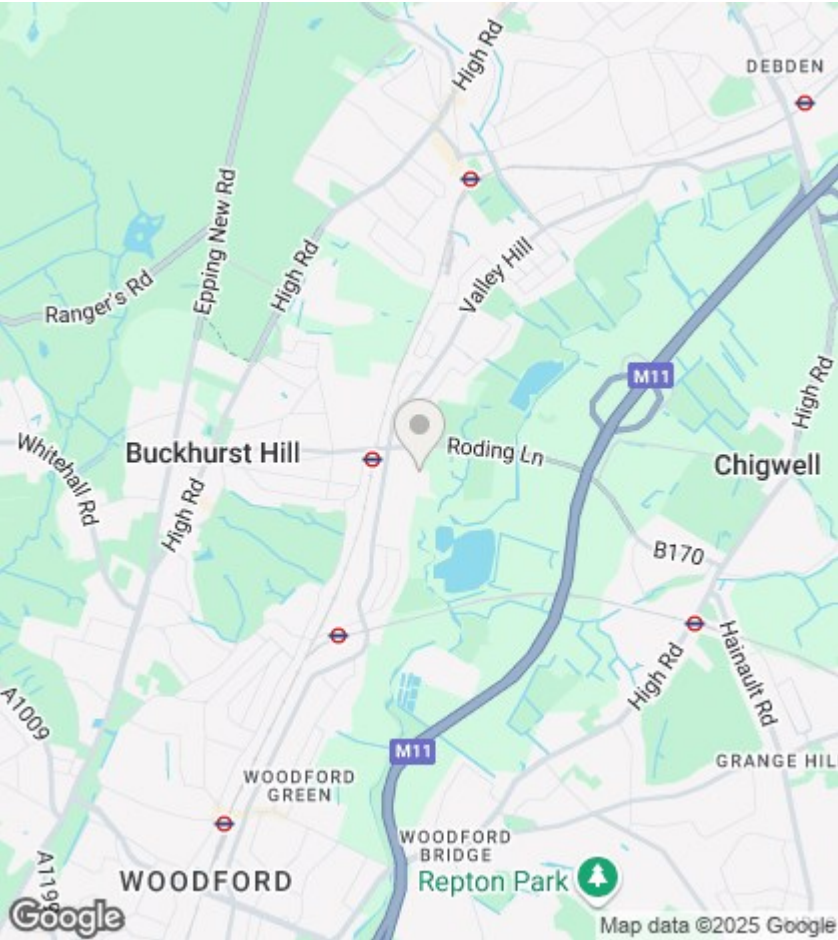 High Rd
DEBDEN
Epping New Rd
High Rd
Valley Hill
Ranger's Rd
M11
High Rd
Buckhurst Hill
Whitehall Rd
Roding Ln
Chigwell
High Rd
B170
Hainault Rd
High Rd
A1009
M11
GRANGE HIL
WOODFORD
GREEN
WOODFORD
BRIDGE
A1199
WOODFORD
Repton Park
Google
Map data ©2025 Google